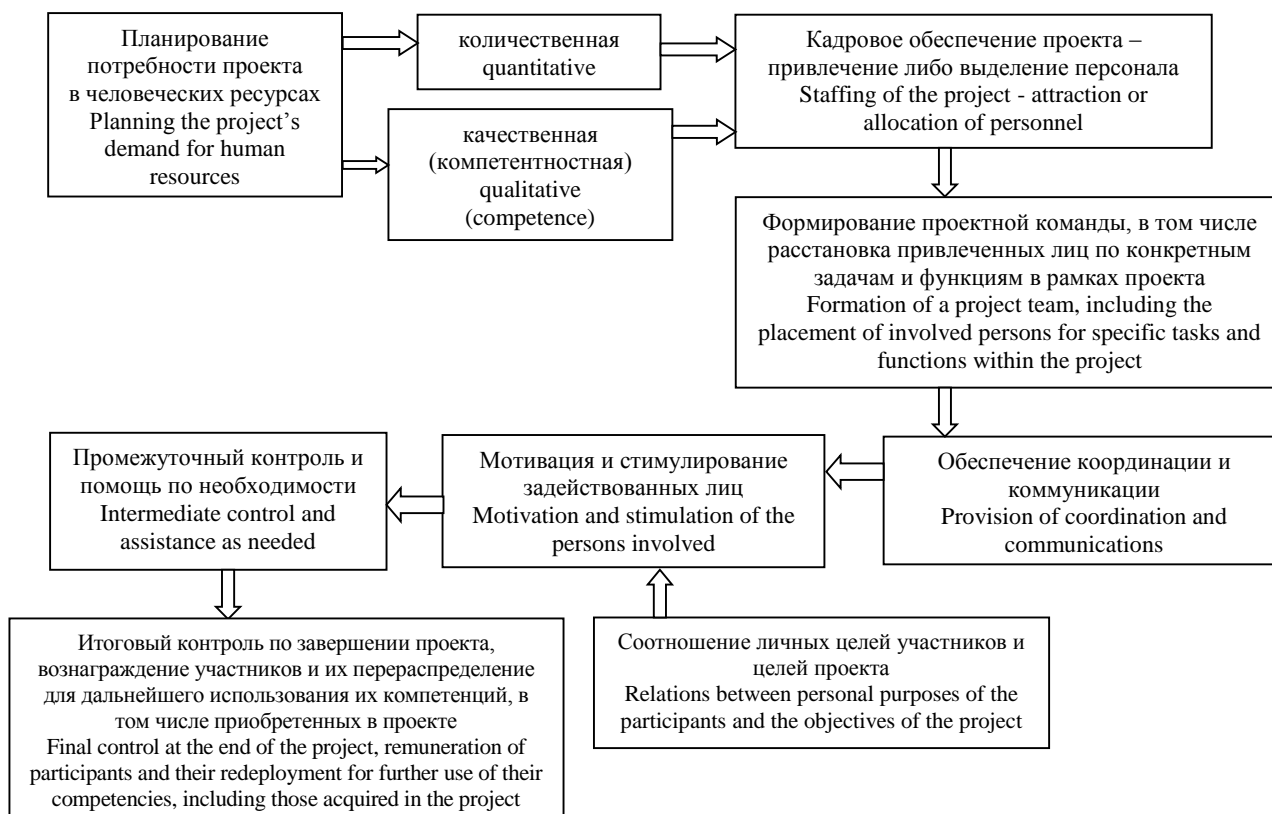 Планирование
потребности проекта
в человеческих ресурсах
Planning the project’s
demand for human
resources
количественная
quantitative
качественная
(компетентностная)
qualitative
(competence)
Кадровое обеспечение проекта –
привлечение либо выделение персонала
Staffing of the project - attraction or
allocation of personnel
Формирование проектной команды, в том числе
расстановка привлеченных лиц по конкретным
задачам и функциям в рамках проекта
Formation of a project team, including the
placement of involved persons for specific tasks and
functions within the project
Обеспечение координации и
коммуникации
Provision of coordination and
communications
Мотивация и стимулирование
задействованных лиц
Motivation and stimulation of the
persons involved
Соотношение личных целей участников и
целей проекта
Relations between personal purposes of the
participants and the objectives of the project
Промежуточный контроль и
помощь по необходимости
Intermediate control and
assistance as needed
Итоговый контроль по завершении проекта,
вознаграждение участников и их перераспределение
для дальнейшего использования их компетенций, в
том числе приобретенных в проекте
Final control at the end of the project, remuneration of
participants and their redeployment for further use of their
competencies, including those acquired in the project